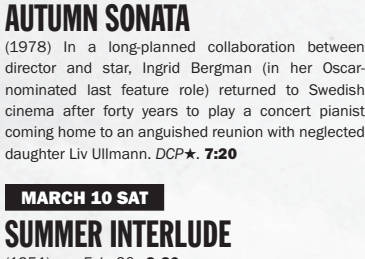 AUTUMN SONATA
(1978) In a long-planned collaboration between
director and star, Ingrid Bergman (in her Oscar-
nominated last feature role) returned to Swedish
cinema after forty years to play a concert pianist
coming home to an anguished reunion with neglected
daughter Liv Ullmann. DCP★. 7:20
MARCH 10 SAT
SUMMER INTERLUDE